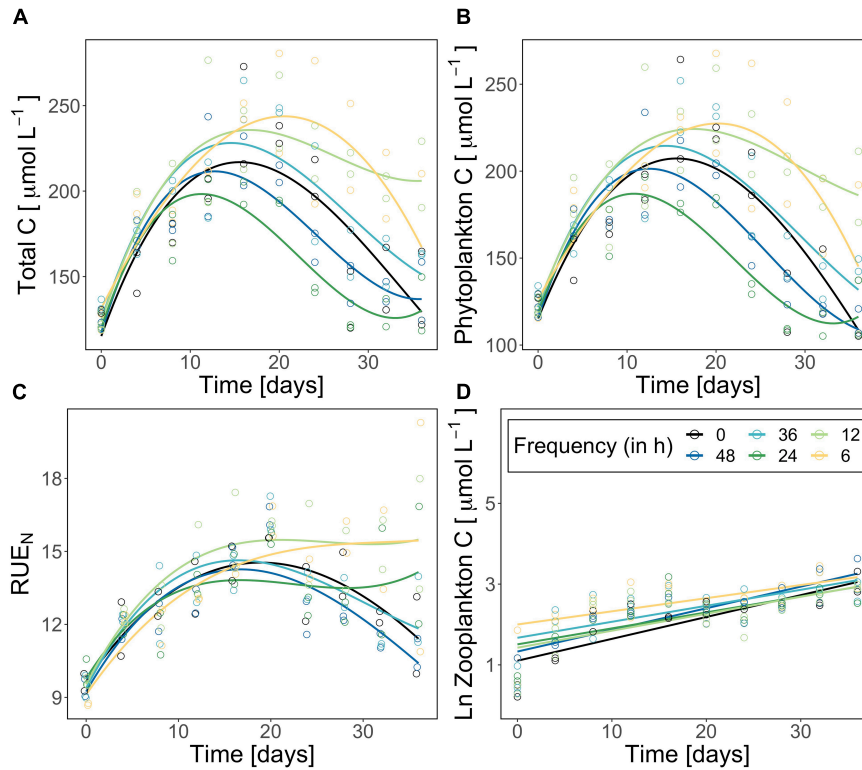 A
Total C [ μmol L−1 ]
250
200
150
0
10
20
30
Time [days]
B
Phytoplankton C [ μmol L−1 ]
250
200
150
100
0
10
20
30
Time [days]
C
RUEN
18
15
12
9
0
10
20
30
Time [days]
D
Ln Zooplankton C [ μmol L−1 ]
Frequency (in h)
0
36
12
48
24
6
5
3
1
0
10
20
30
Time [days]